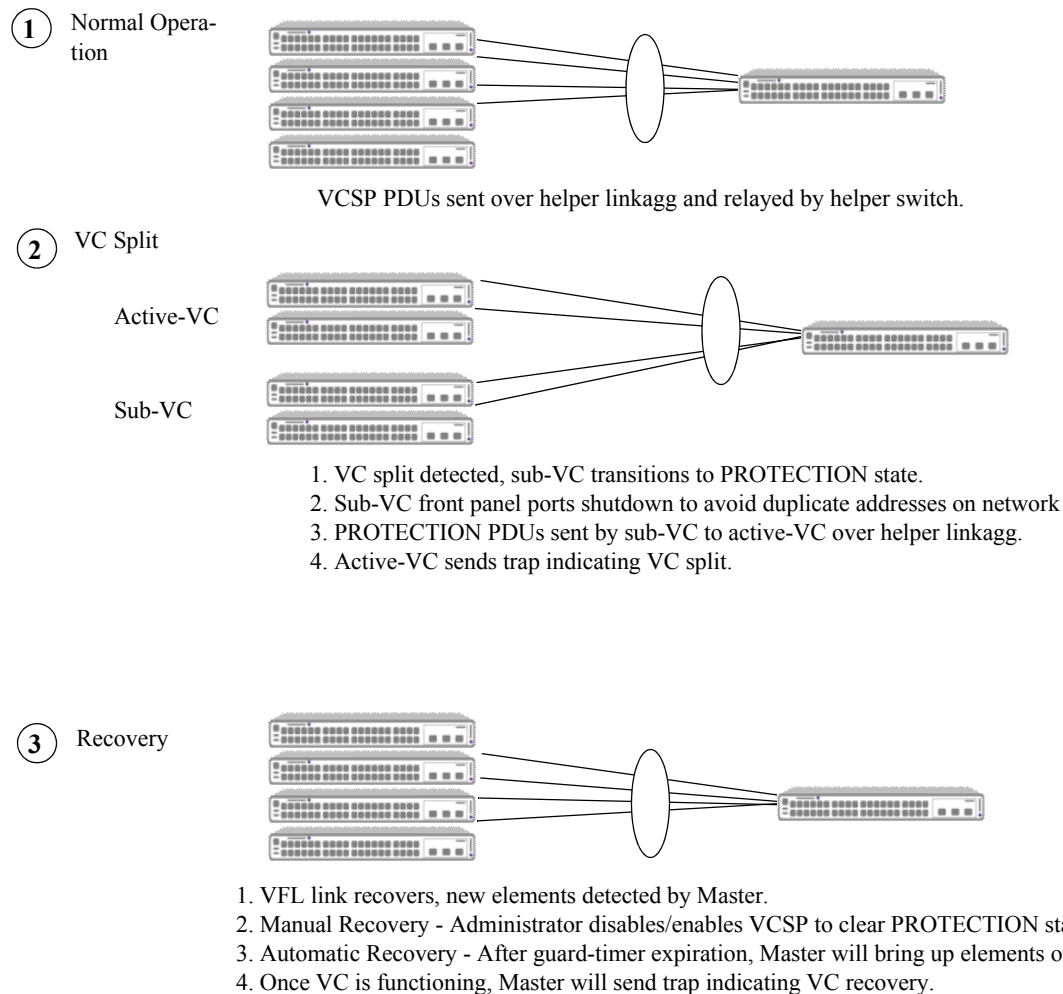 1
Normal Opera-
tion
VCSP PDUs sent over helper linkagg and relayed by helper switch.
2
VC Split
Active-VC
Sub-VC
1. VC split detected, sub-VC transitions to PROTECTION state.
2. Sub-VC front panel ports shutdown to avoid duplicate addresses on network
3. PROTECTION PDUs sent by sub-VC to active-VC over helper linkagg.
4. Active-VC sends trap indicating VC split.
3
Recovery
1. VFL link recovers, new elements detected by Master.
2. Manual Recovery - Administrator disables/enables VCSP to clear PROTECTION sta
3. Automatic Recovery - After guard-timer expiration, Master will bring up elements o
4. Once VC is functioning, Master will send trap indicating VC recovery.